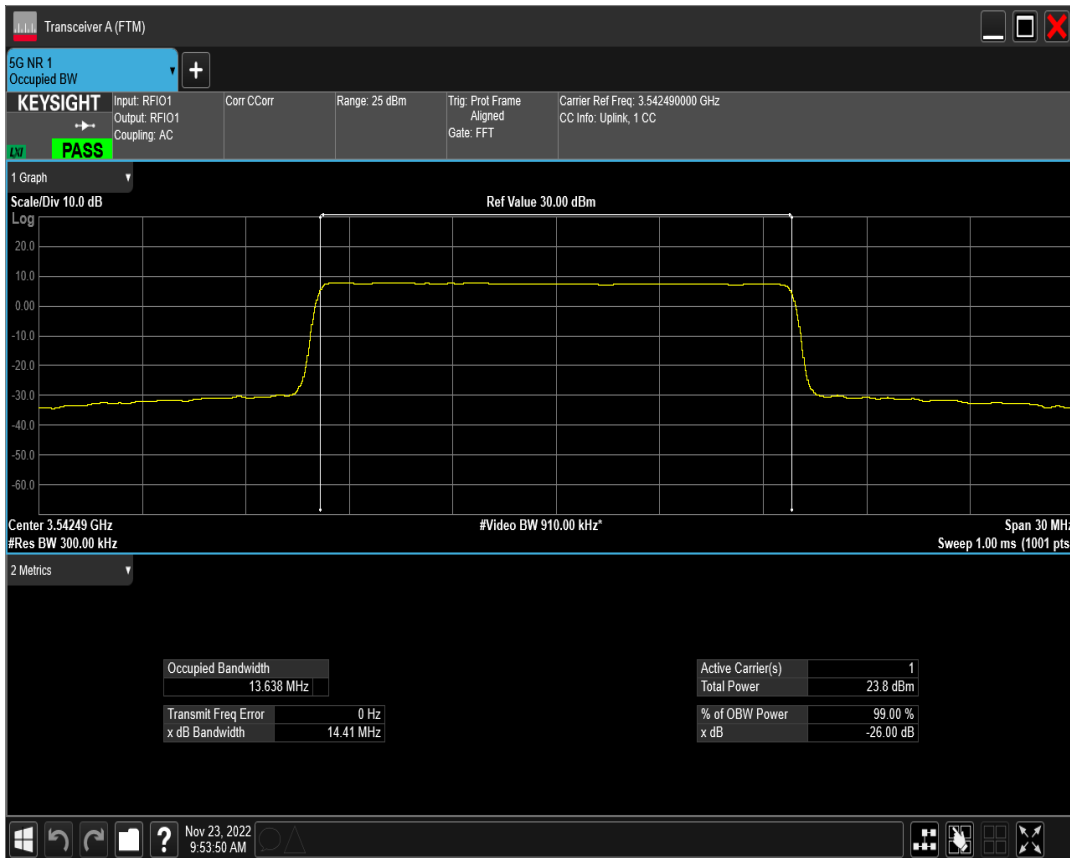 Transceiver A (FTM)
5G NR 1
Occupied BW
+
KEYSIGHT
LXI
PASS
Input: RFIO1
Output: RFIO1
Coupling: AC
Corr CCorr
Range: 25 dBm
Trig: Prot Frame
Aligned
Gate: FFT
Carrier Ref Freq: 3.542490000 GHz
CC Info: Uplink, 1 CC
1 Graph
Scale/Div 10.0 dB
Ref Value 30.00 dBm
Log
20.0
10.0
0.00
-10.0
-20.0
-30.0
-40.0
-50.0
-60.0
Center 3.54249 GHz
#Video BW 910.00 kHz*
Span 30 MHz
#Res BW 300.00 kHz
Sweep 1.00 ms (1001 pts
2 Metrics
Occupied Bandwidth
13.638 MHz
Transmit Freq Error 0 Hz
x dB Bandwidth 14.41 MHz
Active Carrier(s) 1
Total Power 23.8 dBm
% of OBW Power 99.00 %
x dB -26.00 dB
?
Nov 23, 2022
9:53:50 AM